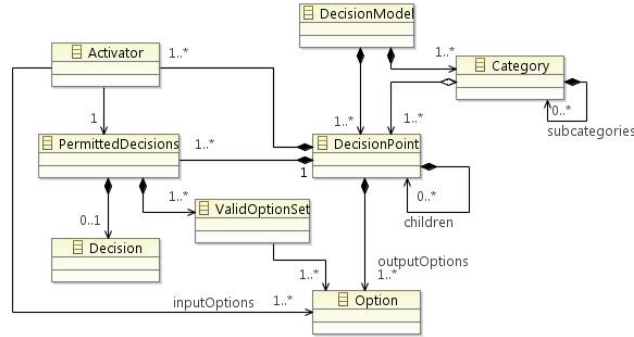 DecisionModel
Activator
1..*
1..*
Category
1..*
1..*
0..*
subcategories
1
PermittedDecisions
1..*
DecisionPoint
1
1..*
0..*
ValidOptionSet
children
0..1
Decision
outputOptions
1..*
1..*
inputOptions
1..*
Option